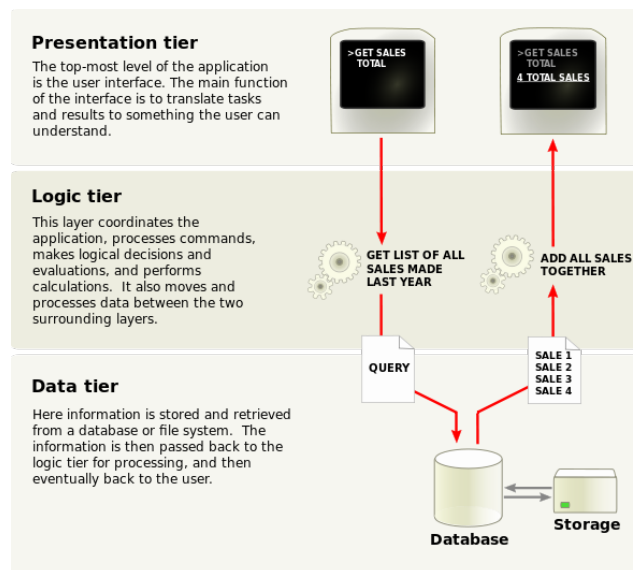 Presentation tier
The top-most level of the application
is the user interface. The main function
of the interface is to translate tasks
and results to something the user can
understand.
>GET SALES
TOTAL
>GET SALES
TOTAL
4 TOTAL SALES
Logic tier
This layer coordinates the
application, processes commands,
makes logical decisions and
evaluations, and performs
calculations.  It also moves and
processes data between the two
surrounding layers.
GET LIST OF ALL
SALES MADE
LAST YEAR
ADD ALL SALES
TOGETHER
QUERY
SALE 1
SALE 2
SALE 3
SALE 4
Data tier
Here information is stored and retrieved
from a database or file system.  The
information is then passed back to the
logic tier for processing, and then
eventually back to the user.
Database
Storage